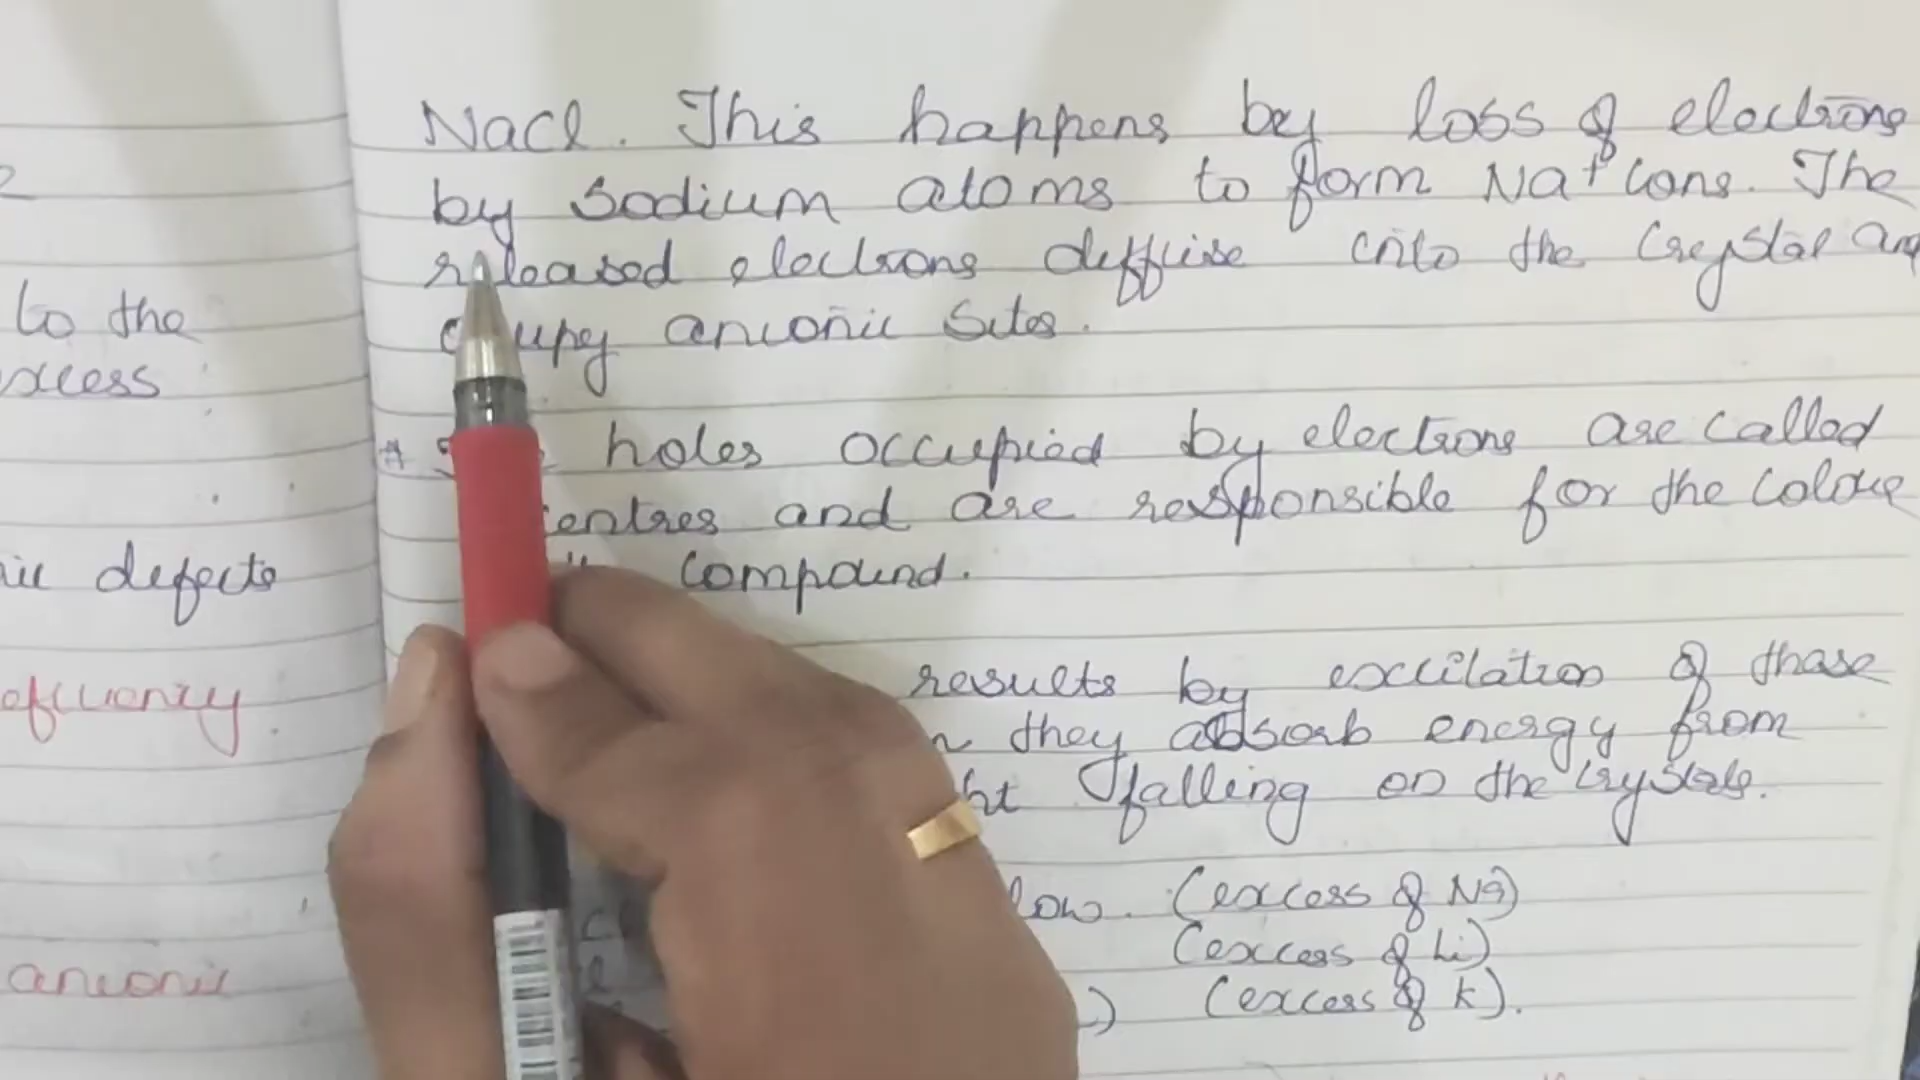 to the
excess
defects
anionic
NaCl. This happens by loss of electrons
by sodium atoms to form Na+ ions. The
released electrons diffuse into the Crystal and
occupy anionic Sites.
# holes occupied by electrons are called
centres and are responsible for the Colour
compound.
results by excitation of these
they absorb energy from
falling on the crystals.
(excess of Na)
(excess of Li)
(excess of K).